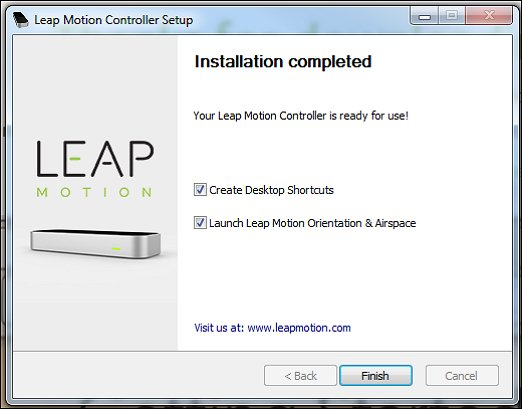 Leap Motion Controller Setup
Installation completed
Your Leap Motion Controller is ready for use!
LEAP
MOTION
Create Desktop Shortcuts
Launch Leap Motion Orientation & Airspace
Visit us at: www.leapmotion.com
< Back
Finish
Cancel